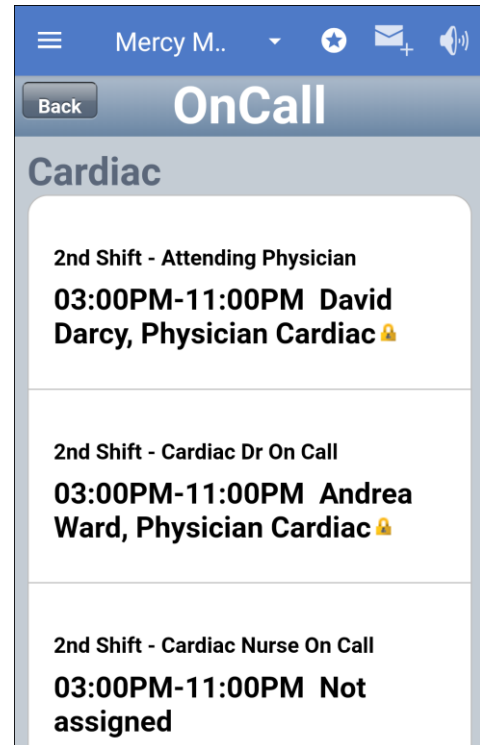 Mercy M..
Back
OnCall
Cardiac
2nd Shift - Attending Physician
03:00PM-11:00PM David
Darcy, Physician Cardiac
2nd Shift - Cardiac Dr On Call
03:00PM-11:00PM Andrea
Ward, Physician Cardiac
2nd Shift - Cardiac Nurse On Call
03:00PM-11:00PM Not
assigned